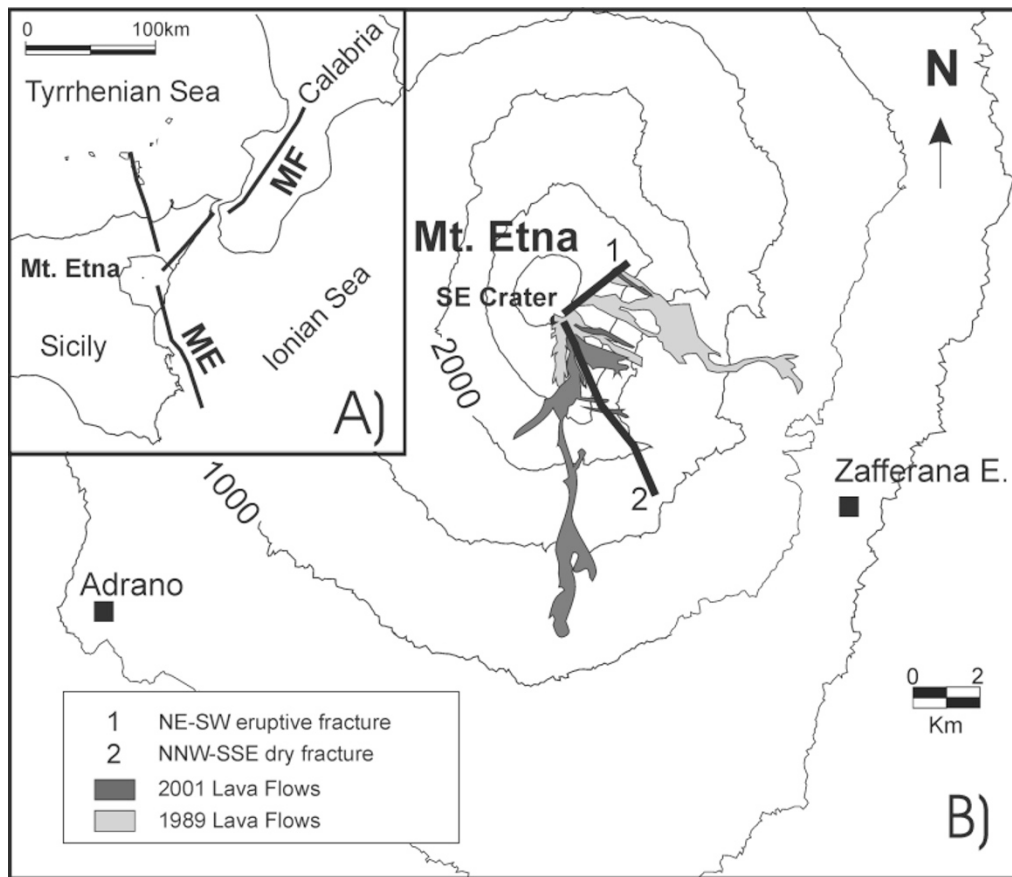 0 100km
Tyrrhenian Sea
Calabria
MF
Mt. Etna
Ionian Sea
Sicily
ME
A)
N
Mt. Etna
1
SE Crater
2000
2
1000
Zafferana E.
Adrano
0 2
Km
1 NE-SW eruptive fracture
2 NNW-SSE dry fracture
2001 Lava Flows
1989 Lava Flows
B)